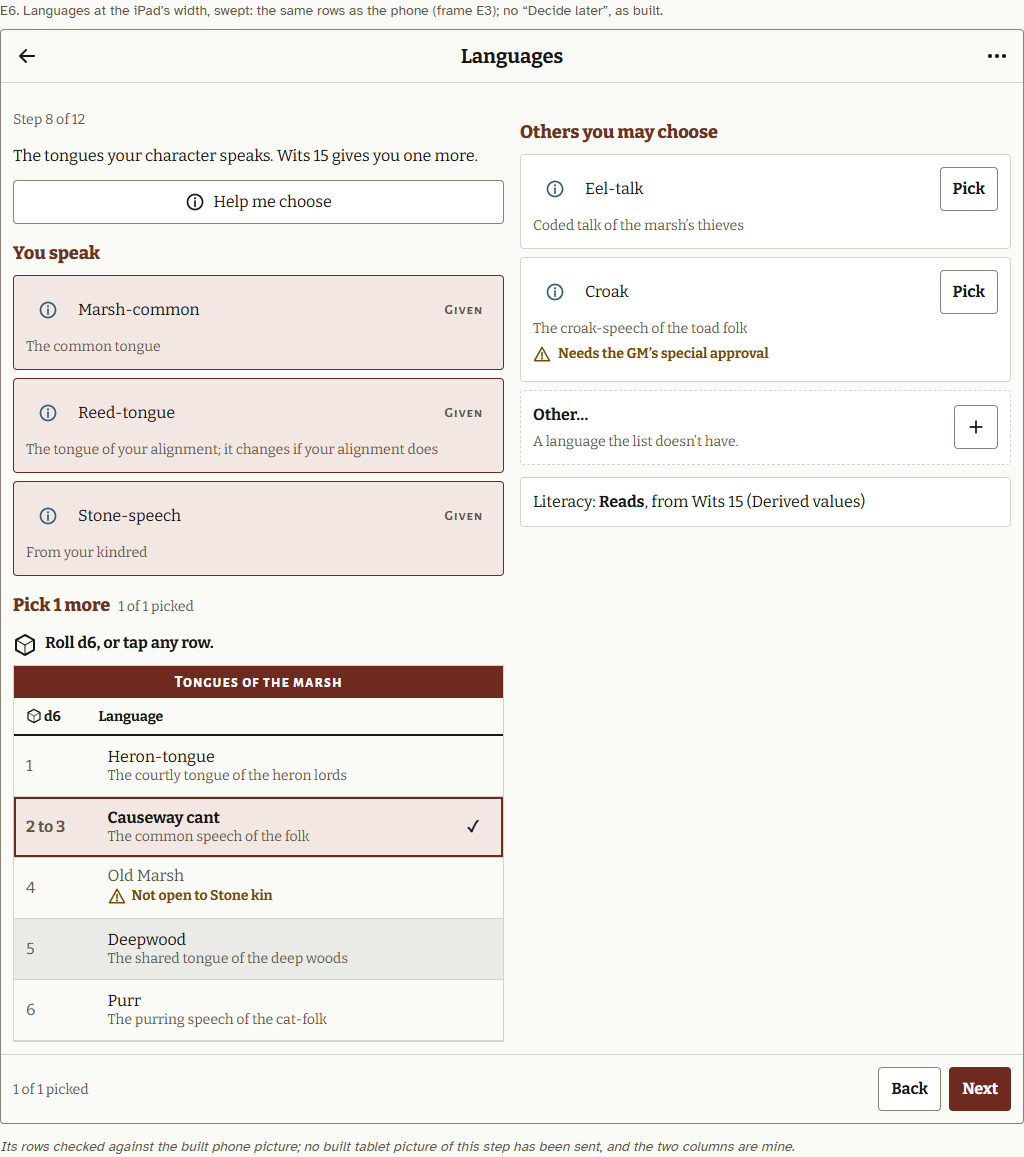 E6. Languages at the iPad’s width, swept: the same rows as the phone (frame E3); no “Decide later”, as built.
Languages
Step 8 of 12
The tongues your character speaks. Wits 15 gives you one more.
Help me choose
You speak
Marsh-common
GIVEN
The common tongue
Reed-tongue
GIVEN
The tongue of your alignment; it changes if your alignment does
Stone-speech
GIVEN
From your kindred
Pick 1 more 1 of 1 picked
Roll d6, or tap any row.
TONGUES OF THE MARSH
d6 Language
1
Heron-tongue
The courtly tongue of the heron lords
2 to 3
Causeway cant
The common speech of the folk
4
Old Marsh
Not open to Stone kin
5
Deepwood
The shared tongue of the deep woods
6
Purr
The purring speech of the cat-folk
Others you may choose
Eel-talk
Pick
Coded talk of the marsh’s thieves
Croak
Pick
The croak-speech of the toad folk
Needs the GM’s special approval
Other…
A language the list doesn’t have.
Literacy: Reads, from Wits 15 (Derived values)
1 of 1 picked
Back
Next
Its rows checked against the built phone picture; no built tablet picture of this step has been sent, and the two columns are mine.